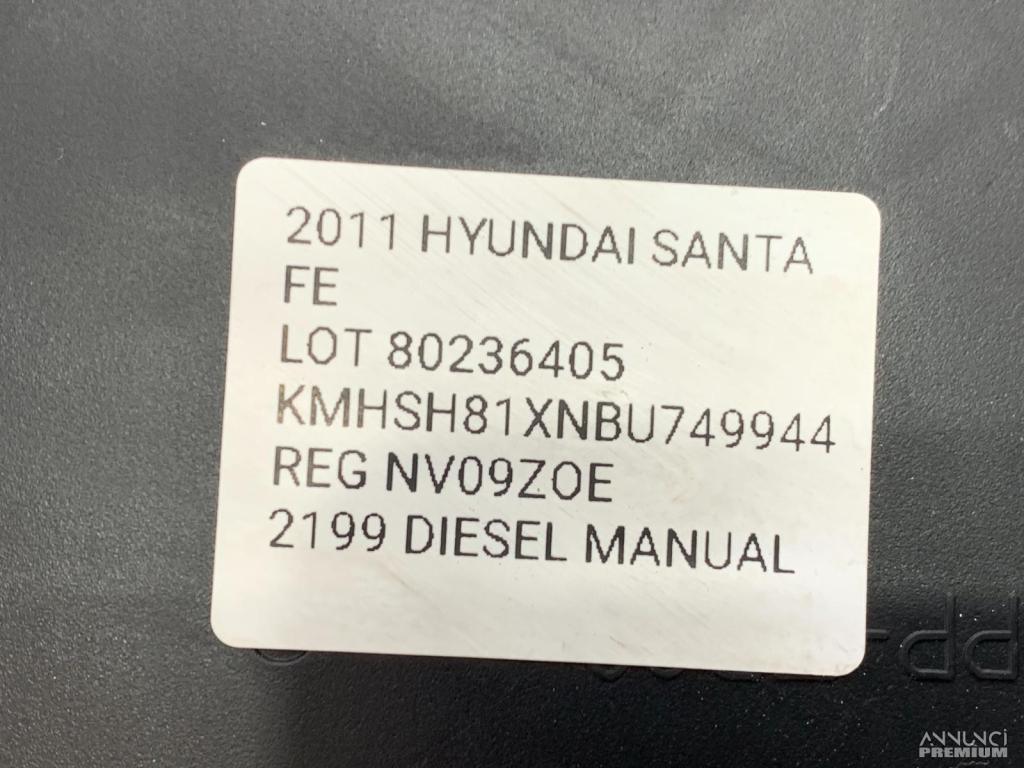 2011 HYUNDAI SANTA
FE
LOT 80236405
KMHSH81XNBU749944
REG NV09ZOE
2199 DIESEL MANUAL
ANNUNCI
PREMIUM